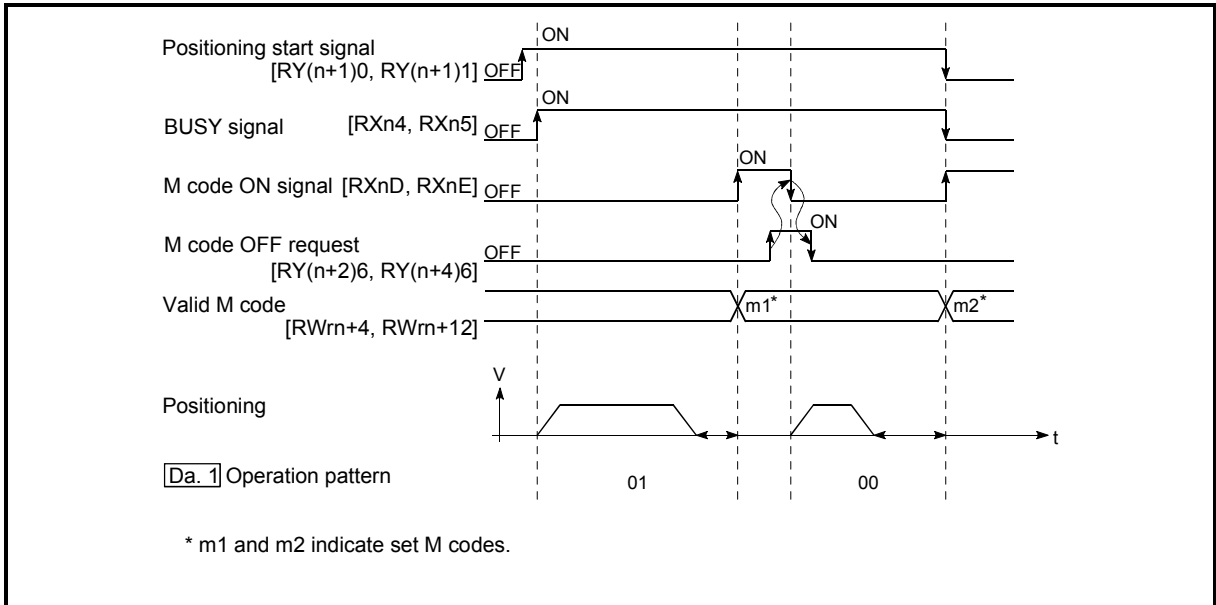 ON
Positioning start signal
[RY(n+1)0, RY(n+1)1] OFF
ON
BUSY signal [RXn4, RXn5] OFF
ON
M code ON signal [RXnD, RXnE] OFF
ON
M code OFF request OFF
[RY(n+2)6, RY(n+4)6]
Valid M code m1* m2*
[RWrn+4, RWrn+12]
V
Positioning
t
Da. 1 Operation pattern 01 00
* m1 and m2 indicate set M codes.